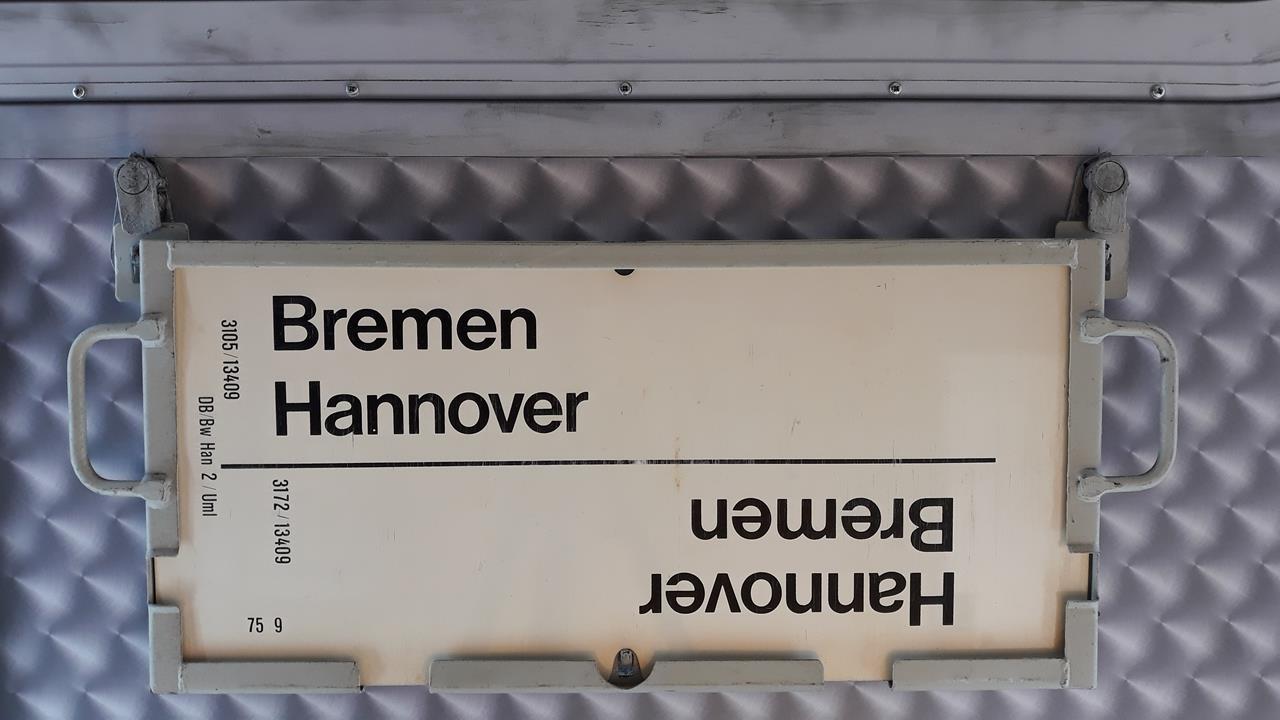 Bremen
Hannover
3105/13409
DB/Bw Han 2 / Uml
3172/13409
75 9
Hannover
Bremen